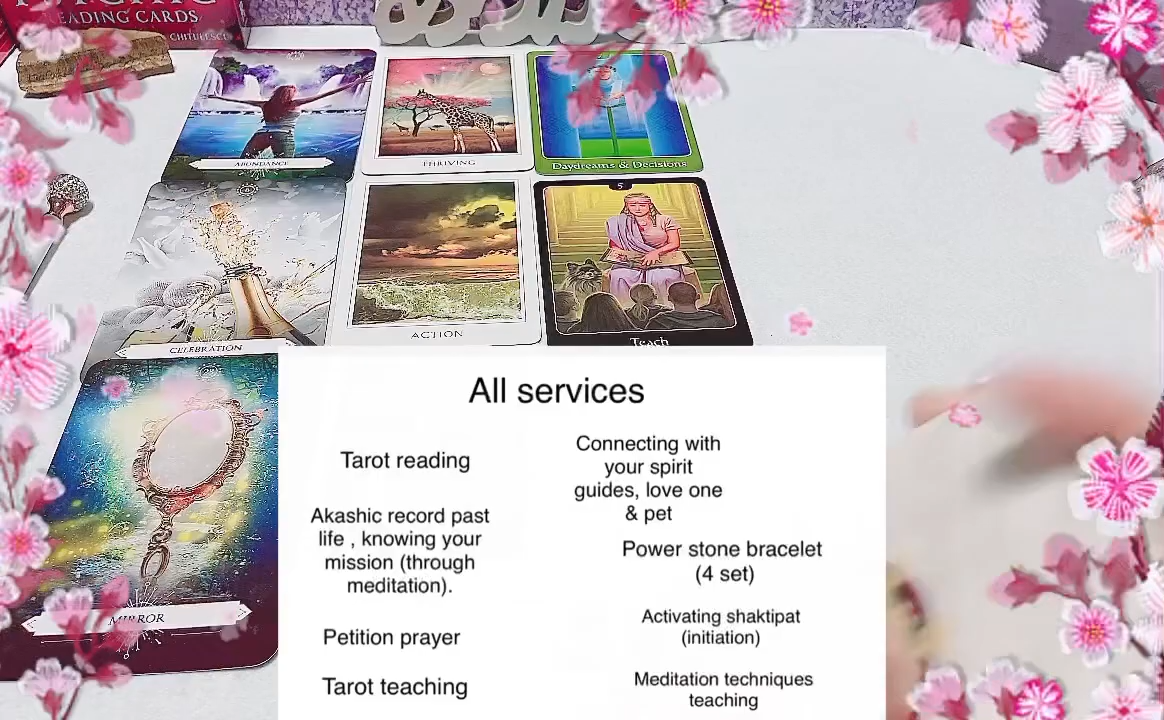 READING CARDS
CHITULESCU
ABUNDANCE
THRIVING
Daydreams & Decisions
5
CELEBRATION
ACTION
Teach
MIRROR
All services
Tarot reading
Connecting with
your spirit
guides, love one
& pet
Akashic record past
life , knowing your
mission (through
meditation).
Power stone bracelet
(4 set)
Petition prayer
Activating shaktipat
(initiation)
Tarot teaching
Meditation techniques
teaching